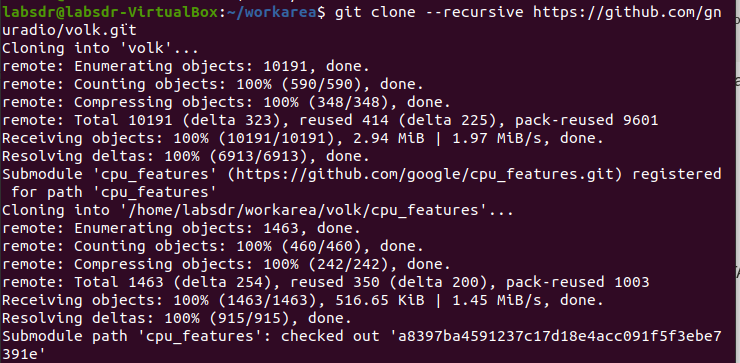 labsdr@labsdr-VirtualBox:~/workarea$ git clone --recursive https://github.com/gn
uradio/volk.git
Cloning into 'volk'...
remote: Enumerating objects: 10191, done.
remote: Counting objects: 100% (590/590), done.
remote: Compressing objects: 100% (348/348), done.
remote: Total 10191 (delta 323), reused 414 (delta 225), pack-reused 9601
Receiving objects: 100% (10191/10191), 2.94 MiB | 1.97 MiB/s, done.
Resolving deltas: 100% (6913/6913), done.
Submodule 'cpu_features' (https://github.com/google/cpu_features.git) registered
 for path 'cpu_features'
Cloning into '/home/labsdr/workarea/volk/cpu_features'...
remote: Enumerating objects: 1463, done.
remote: Counting objects: 100% (460/460), done.
remote: Compressing objects: 100% (242/242), done.
remote: Total 1463 (delta 254), reused 350 (delta 200), pack-reused 1003
Receiving objects: 100% (1463/1463), 516.65 KiB | 1.45 MiB/s, done.
Resolving deltas: 100% (915/915), done.
Submodule path 'cpu_features': checked out 'a8397ba4591237c17d18e4acc091f5f3ebe7
391e'